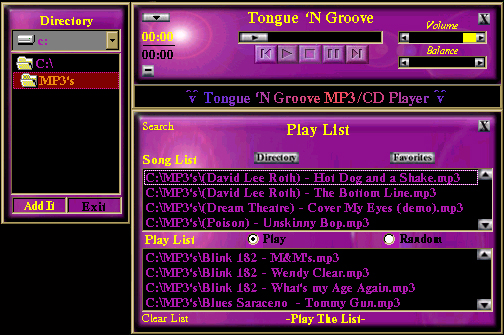 Directory
c:
C:\
MP3's
Add It
Exit
Tongue ‘N Groove
X
00:00
00:00
Volume
Balance
Tongue ‘N Groove MP3/CD Player
Search
Play List
X
Song List
Directory
Favorites
C:\MP3's\(David Lee Roth) - Hot Dog and a Shake.mp3
C:\MP3's\(David Lee Roth) - The Bottom Line.mp3
C:\MP3's\(Dream Theatre) - Cover My Eyes (demo).mp3
C:\MP3's\(Poison) - Unskinny Bop.mp3
Play List
Play
Random
C:\MP3's\Blink 182 - M&M's.mp3
C:\MP3's\Blink 182 - Wendy Clear.mp3
C:\MP3's\Blink 182 - What's my Age Again.mp3
C:\MP3's\Blues Saraceno - Tommy Gun.mp3
Clear List
-Play The List-